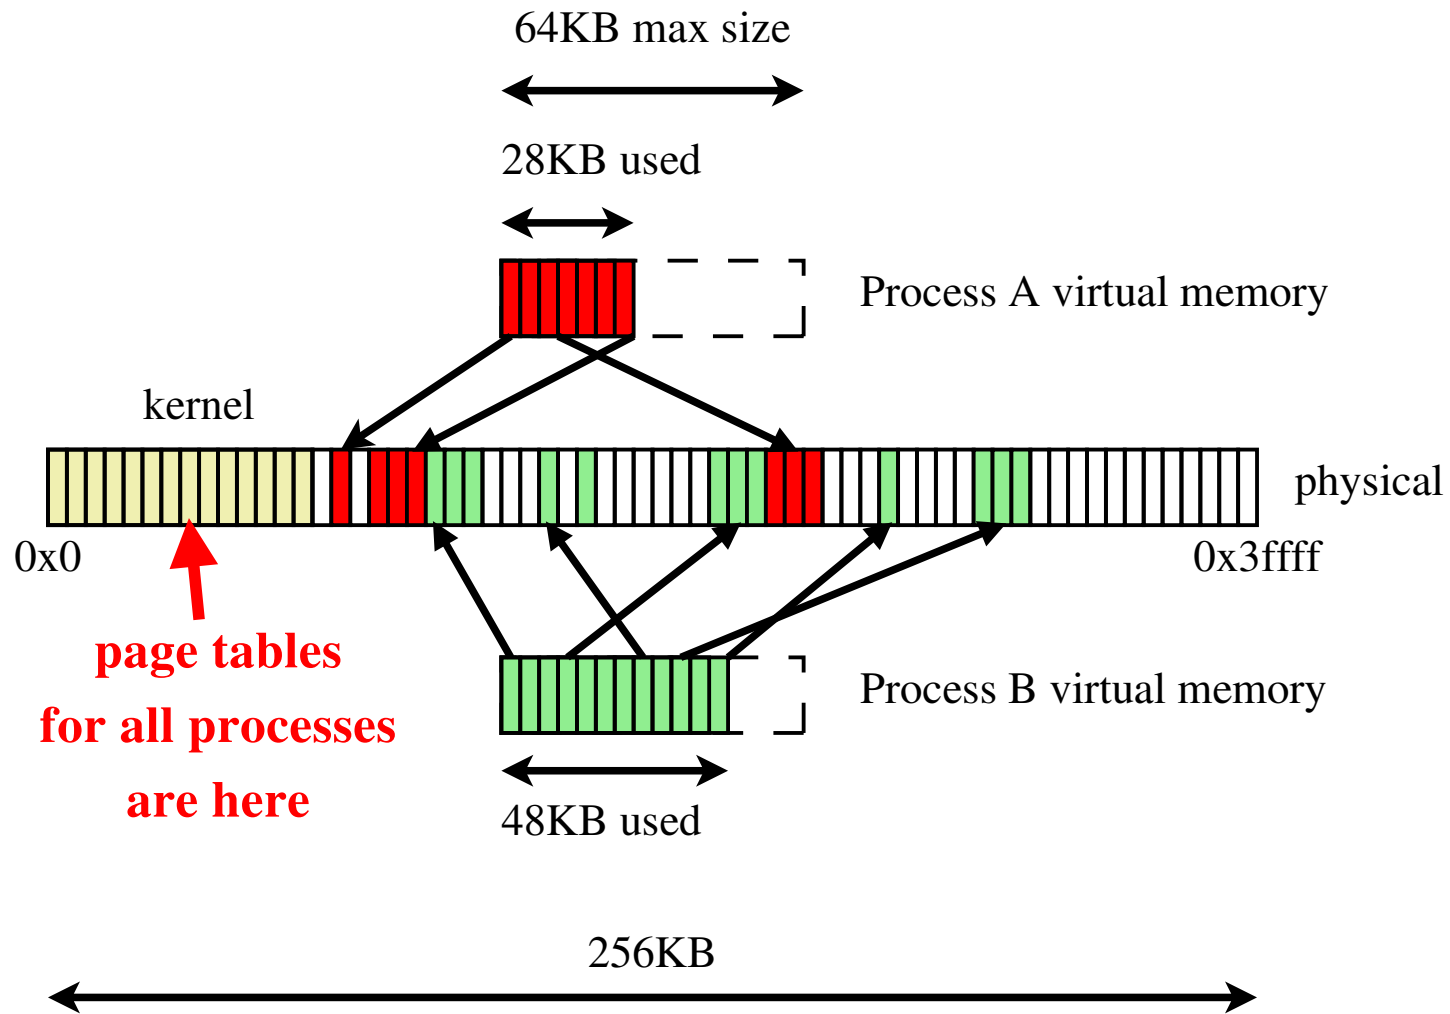 64KB max size
28KB used
Process A virtual memory
kernel
physical
0x0
0x3ffff
page tables
for all processes
are here
Process B virtual memory
48KB used
256KB